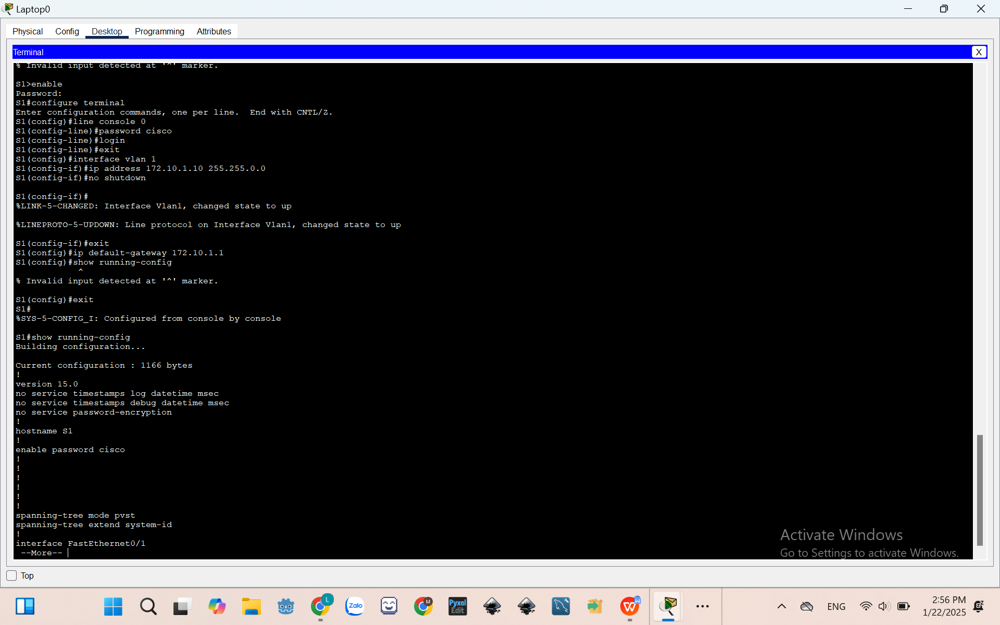 Laptop0
Physical Config Desktop Programming Attributes
Terminal
X
% Invalid input detected at '^' marker.
S1>enable
Password:
S1#configure terminal
Enter configuration commands, one per line.  End with CNTL/Z.
S1(config)#line console 0
S1(config-line)#password cisco
S1(config-line)#login
S1(config-line)#exit
S1(config)#interface vlan 1
S1(config-if)#ip address 172.10.1.10 255.255.0.0
S1(config-if)#no shutdown
S1(config-if)#
%LINK-5-CHANGED: Interface Vlan1, changed state to up
%LINEPROTO-5-UPDOWN: Line protocol on Interface Vlan1, changed state to up
S1(config-if)#exit
S1(config)#ip default-gateway 172.10.1.1
S1(config)#show running-config
^
% Invalid input detected at '^' marker.
S1(config)#exit
S1#
%SYS-5-CONFIG_I: Configured from console by console
S1#show running-config
Building configuration...
Current configuration : 1166 bytes
!
version 15.0
no service timestamps log datetime msec
no service timestamps debug datetime msec
no service password-encryption
!
hostname S1
!
enable password cisco
!
!
!
!
!
!
spanning-tree mode pvst
spanning-tree extend system-id
!
interface FastEthernet0/1
--More--
Activate Windows
Go to Settings to activate Windows.
Top
L
Zalo
M
Pyxel
Edit
W
W
ENG
2:56 PM
1/22/2025